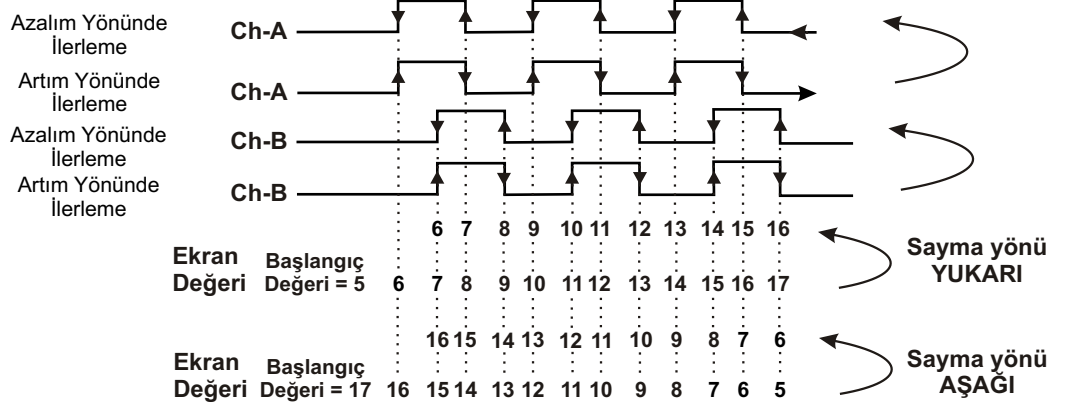 Azalım Yönünde
İlerleme
Ch-A
Artım Yönünde
İlerleme
Ch-A
Azalım Yönünde
İlerleme
Ch-B
Artım Yönünde
İlerleme
Ch-B
6 7 8 9 10 11 12 13 14 15 16
Ekran
Değeri
Başlangıç
Değeri = 5 6 7 8 9 10 11 12 13 14 15 16 17
Sayma yönü
YUKARI
16 15 14 13 12 11 10 9 8 7 6
Ekran
Değeri
Başlangıç
Değeri = 17 16 15 14 13 12 11 10 9 8 7 6 5
Sayma yönü
AŞAĞI